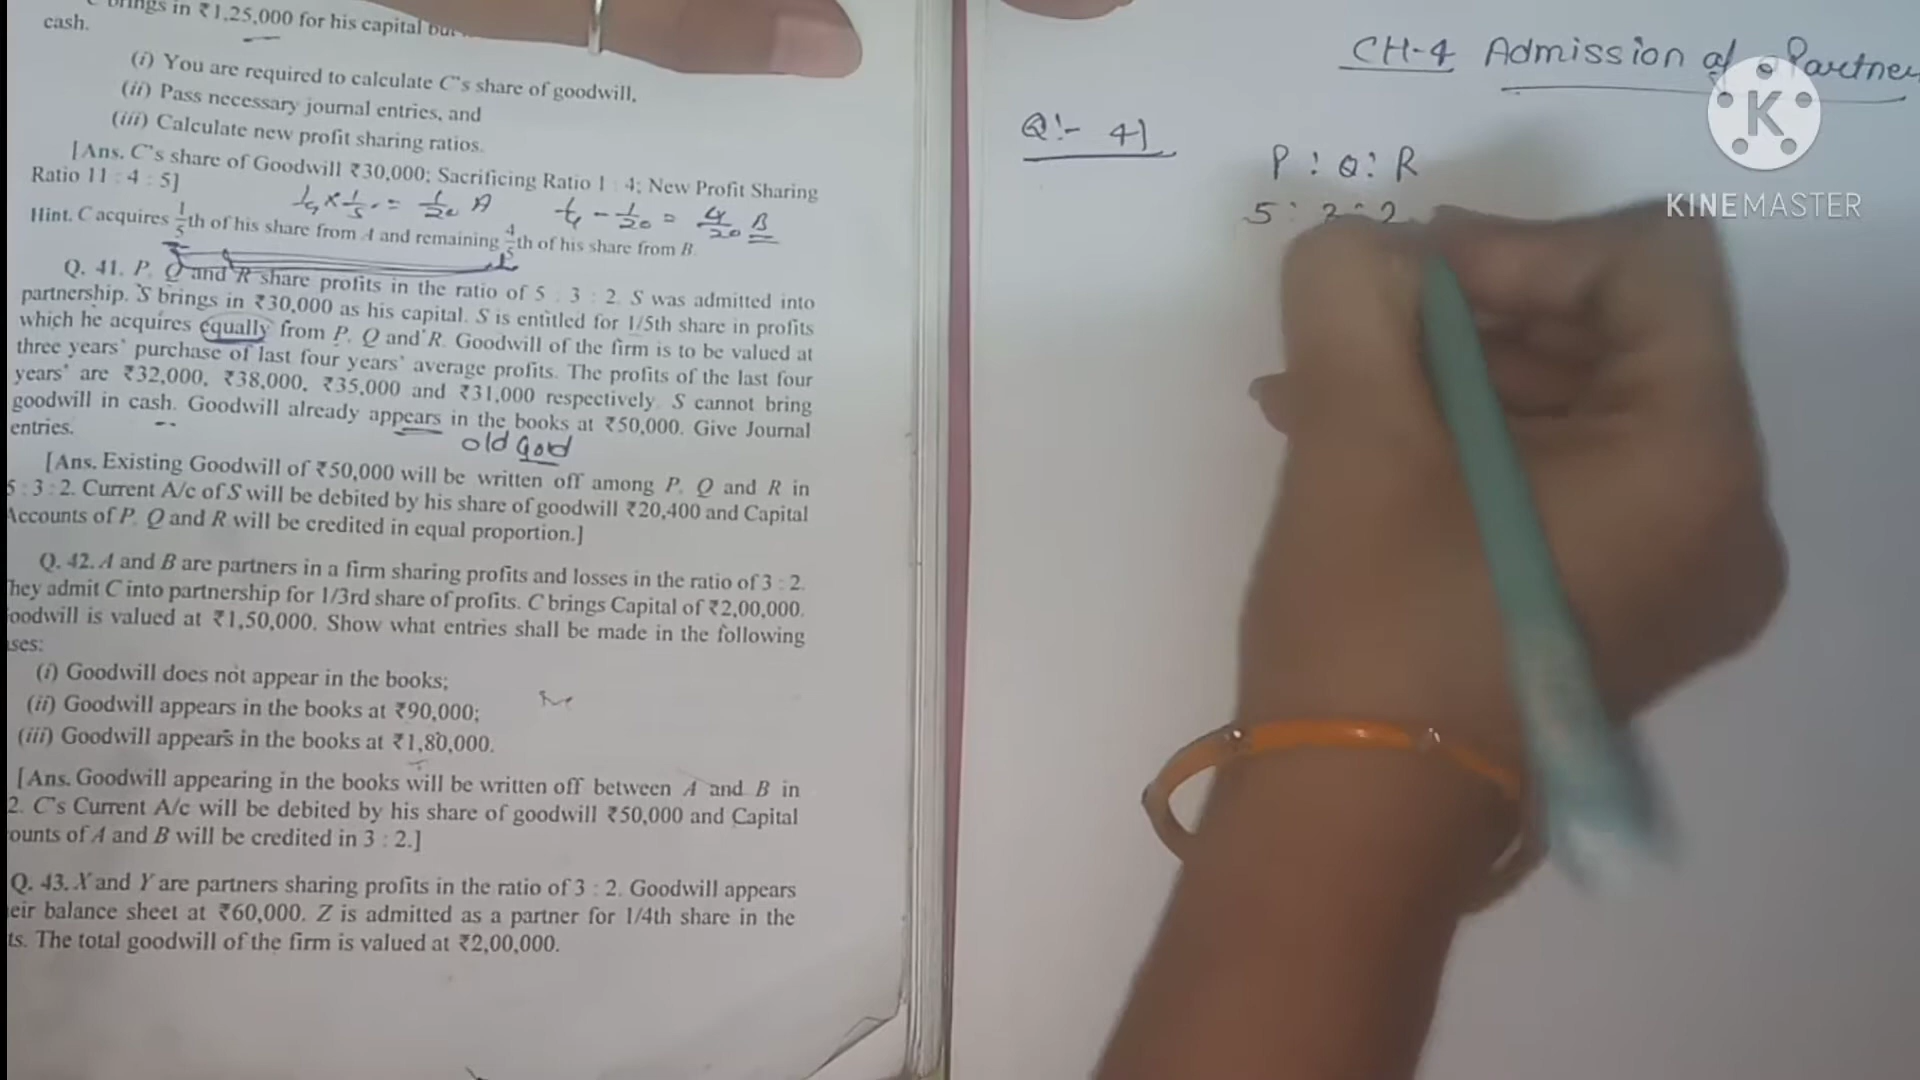 brings in ₹1,25,000 for his capital but
cash.
(i) You are required to calculate C's share of goodwill,
(ii) Pass necessary journal entries, and
(iii) Calculate new profit sharing ratios.
[Ans. C's share of Goodwill ₹30,000; Sacrificing Ratio 1 : 4; New Profit Sharing
Ratio 11 : 4 : 5]
1/4 × 1/5 = 1/20 A 1/4 - 1/20 = 4/20 B
Hint. C acquires 1/5th of his share from A and remaining 4/5th of his share from B.
Q. 41. P, Q and R share profits in the ratio of 5 : 3 : 2. S was admitted into
partnership. S brings in ₹30,000 as his capital. S is entitled for 1/5th share in profits
which he acquires equally from P, Q and R. Goodwill of the firm is to be valued at
three years' purchase of last four years' average profits. The profits of the last four
years' are ₹32,000, ₹38,000, ₹35,000 and ₹31,000 respectively. S cannot bring
goodwill in cash. Goodwill already appears in the books at ₹50,000. Give Journal
entries.
old
[Ans. Existing Goodwill of ₹50,000 will be written off among P, Q and R in
5 : 3 : 2. Current A/c of S will be debited by his share of goodwill ₹20,400 and Capital
Accounts of P, Q and R will be credited in equal proportion.]
Q. 42. A and B are partners in a firm sharing profits and losses in the ratio of 3 : 2.
hey admit C into partnership for 1/3rd share of profits. C brings Capital of ₹2,00,000.
oodwill is valued at ₹1,50,000. Show what entries shall be made in the following
ses:
(i) Goodwill does not appear in the books;
(ii) Goodwill appears in the books at ₹90,000;
(iii) Goodwill appears in the books at ₹1,80,000.
[Ans. Goodwill appearing in the books will be written off between A and B in
2. C's Current A/c will be debited by his share of goodwill ₹50,000 and Capital
ounts of A and B will be credited in 3 : 2.]
Q. 43. X and Y are partners sharing profits in the ratio of 3 : 2. Goodwill appears
eir balance sheet at ₹60,000. Z is admitted as a partner for 1/4th share in the
ts. The total goodwill of the firm is valued at ₹2,00,000.
CH-4 Admission of a Partner
Q:- 41
P : Q : R
5 : 3 : 2
K
KINEMASTER